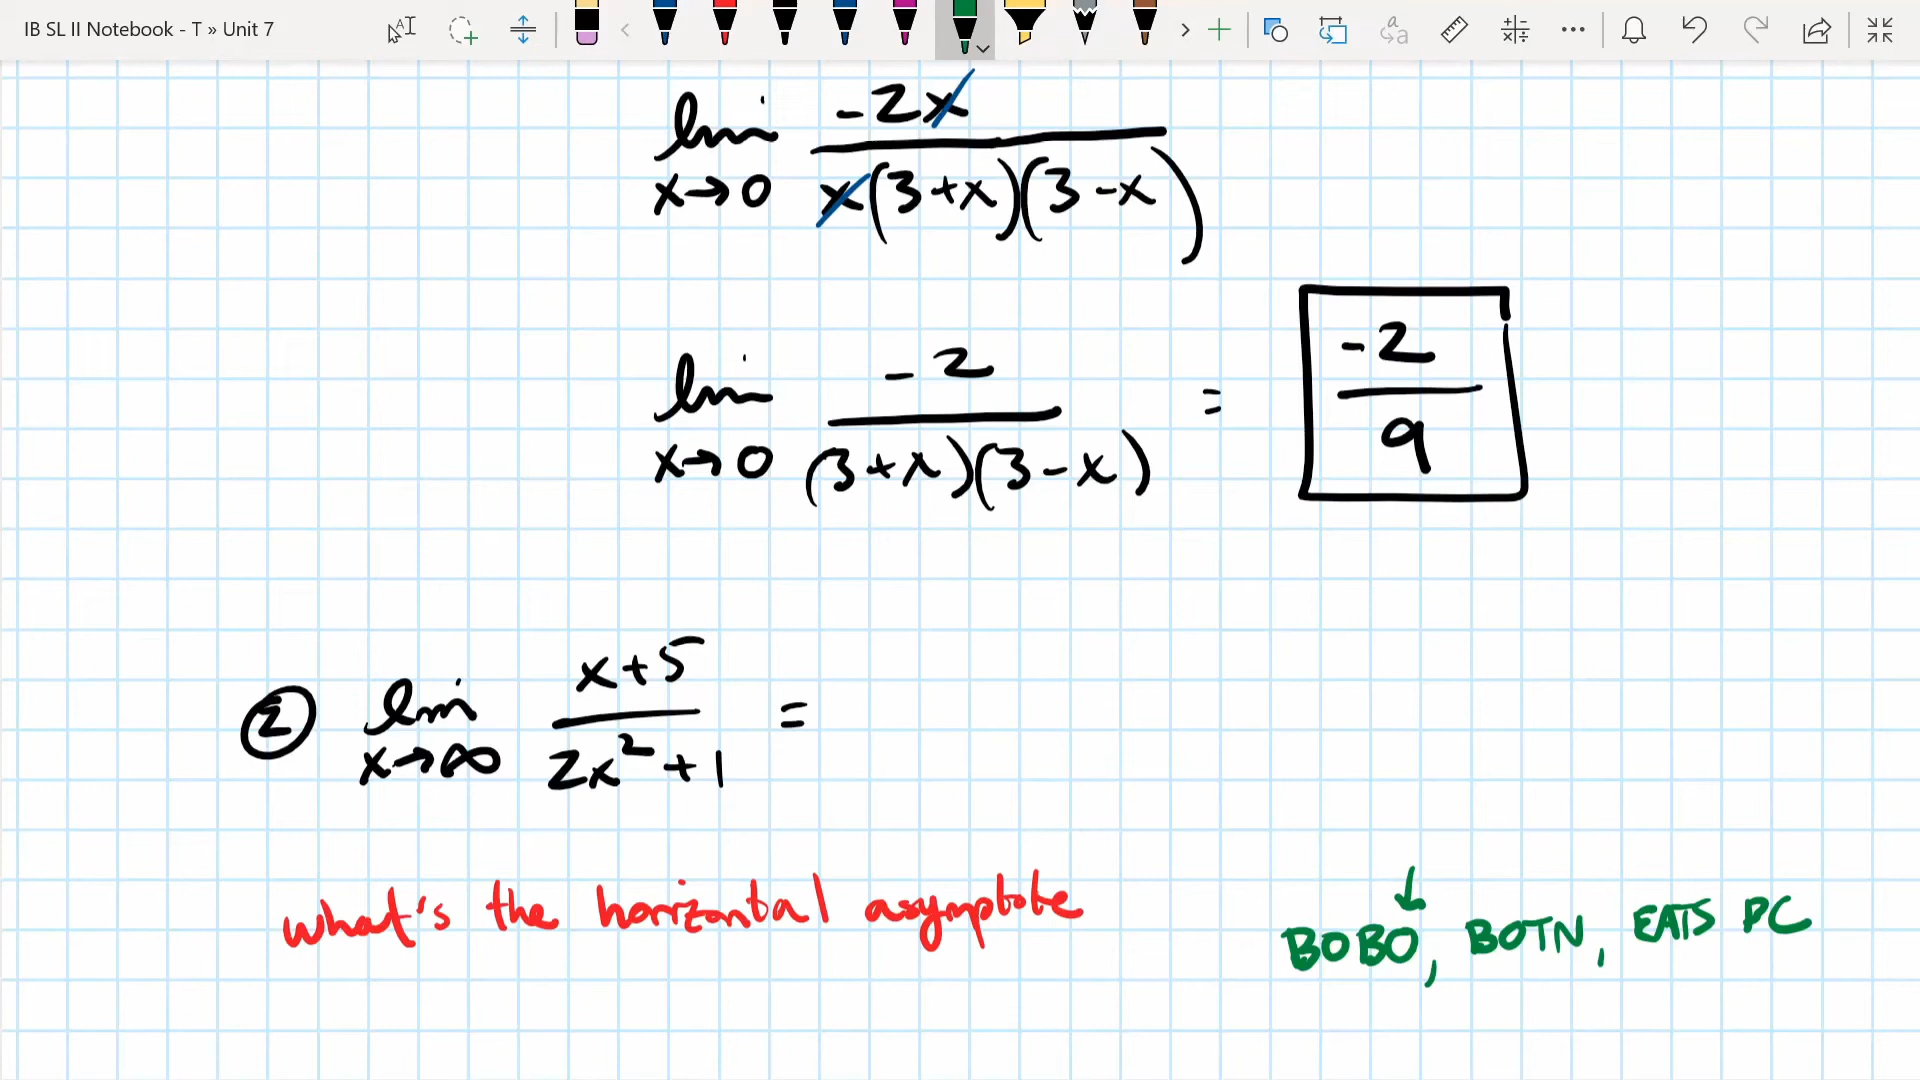 IB SL II Notebook - T » Unit 7
lim x→0 -2x / x(3+x)(3-x)
lim x→0 -2 / (3+x)(3-x) = -2/9
② lim x→∞ x+5 / 2x²+1 =
what's the horizontal asymptote
BOBO, BOTN, EATS DC